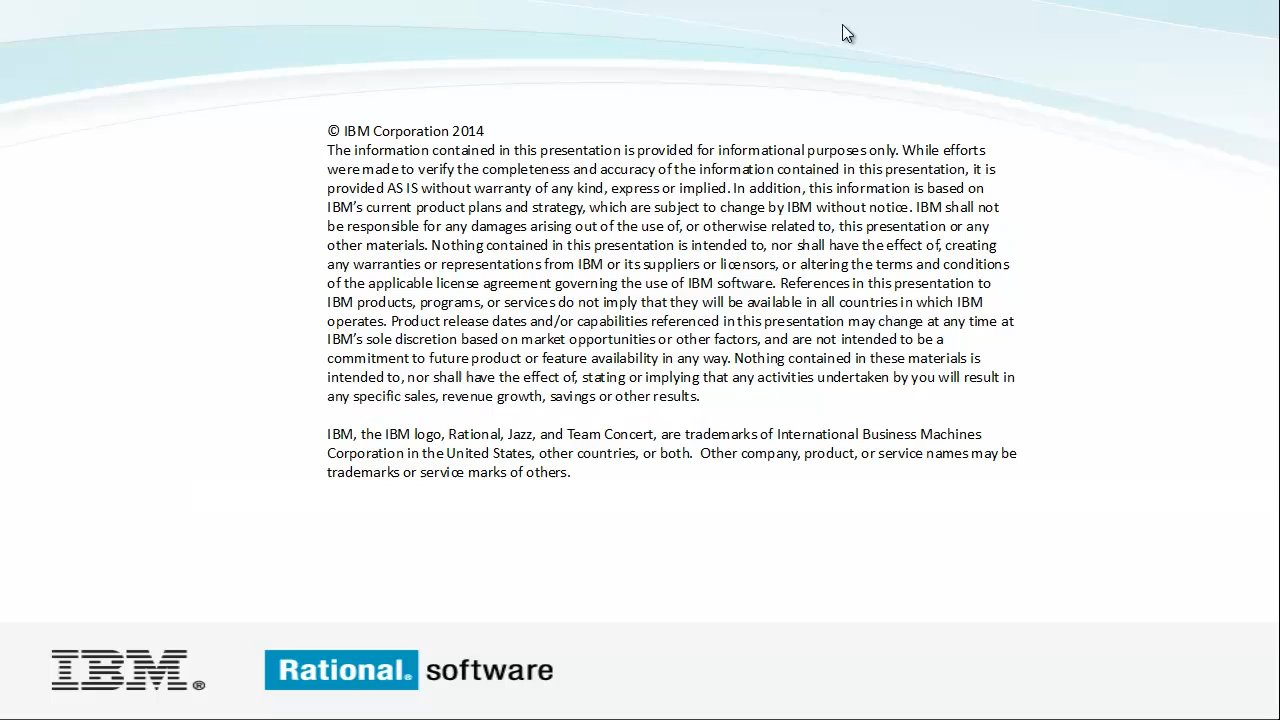 © IBM Corporation 2014
The information contained in this presentation is provided for informational purposes only. While efforts
were made to verify the completeness and accuracy of the information contained in this presentation, it is
provided AS IS without warranty of any kind, express or implied. In addition, this information is based on
IBM’s current product plans and strategy, which are subject to change by IBM without notice. IBM shall not
be responsible for any damages arising out of the use of, or otherwise related to, this presentation or any
other materials. Nothing contained in this presentation is intended to, nor shall have the effect of, creating
any warranties or representations from IBM or its suppliers or licensors, or altering the terms and conditions
of the applicable license agreement governing the use of IBM software. References in this presentation to
IBM products, programs, or services do not imply that they will be available in all countries in which IBM
operates. Product release dates and/or capabilities referenced in this presentation may change at any time at
IBM’s sole discretion based on market opportunities or other factors, and are not intended to be a
commitment to future product or feature availability in any way. Nothing contained in these materials is
intended to, nor shall have the effect of, stating or implying that any activities undertaken by you will result in
any specific sales, revenue growth, savings or other results.
IBM, the IBM logo, Rational, Jazz, and Team Concert, are trademarks of International Business Machines
Corporation in the United States, other countries, or both. Other company, product, or service names may be
trademarks or service marks of others.
IBM® Rational® software